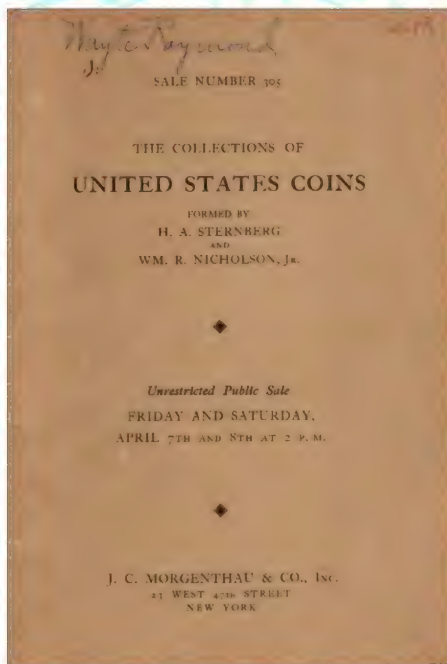 Wayte Raymond
SALE NUMBER 305
THE COLLECTIONS OF
UNITED STATES COINS
FORMED BY
H. A. STERNBERG
AND
WM. R. NICHOLSON, JR.
Unrestricted Public Sale
FRIDAY AND SATURDAY,
APRIL 7TH AND 8TH AT 2 P. M.
J. C. MORGENTHAU & CO., INC.
WEST 47TH STREET
NEW YORK